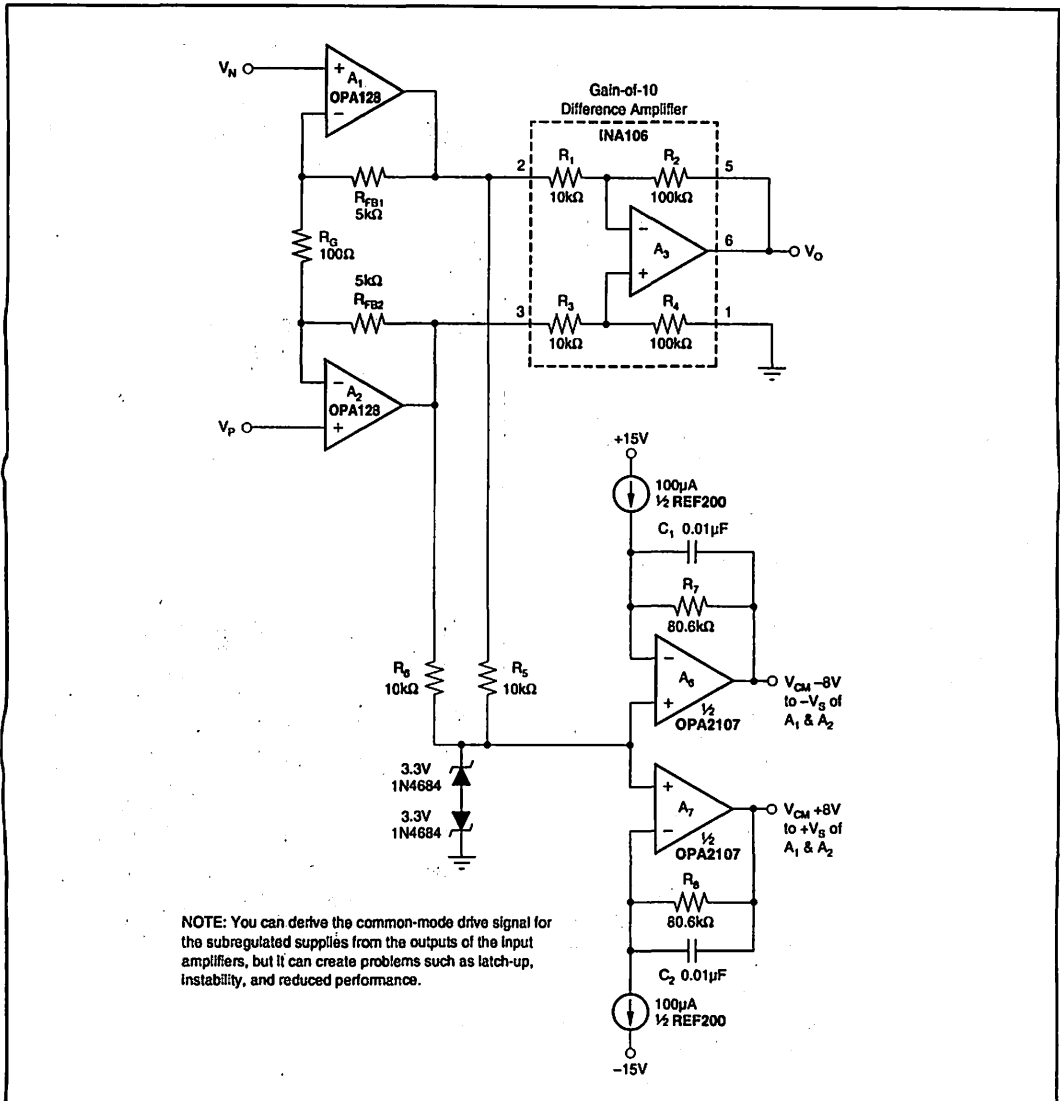 V_N
+
A_1
OPA128
−
Gain-of-10
Difference Amplifier
INA106
2
R_1
10kΩ
R_2
100kΩ
5
R_FB1
5kΩ
R_G
100Ω
−
A_3
+
6
V_O
5kΩ
R_FB2
3
R_3
10kΩ
R_4
100kΩ
1
−
A_2
OPA128
+
V_P
+15V
100µA
½ REF200
C_1 0.01µF
R_7
80.6kΩ
R_6
10kΩ
R_5
10kΩ
−
A_6
+
½
OPA2107
V_CM –8V
to –V_S of
A_1 & A_2
3.3V
1N4684
3.3V
1N4684
+
A_7
−
½
OPA2107
V_CM +8V
to +V_S of
A_1 & A_2
R_8
80.6kΩ
C_2 0.01µF
100µA
½ REF200
–15V
NOTE: You can derive the common-mode drive signal for
the subregulated supplies from the outputs of the input
amplifiers, but it can create problems such as latch-up,
instability, and reduced performance.